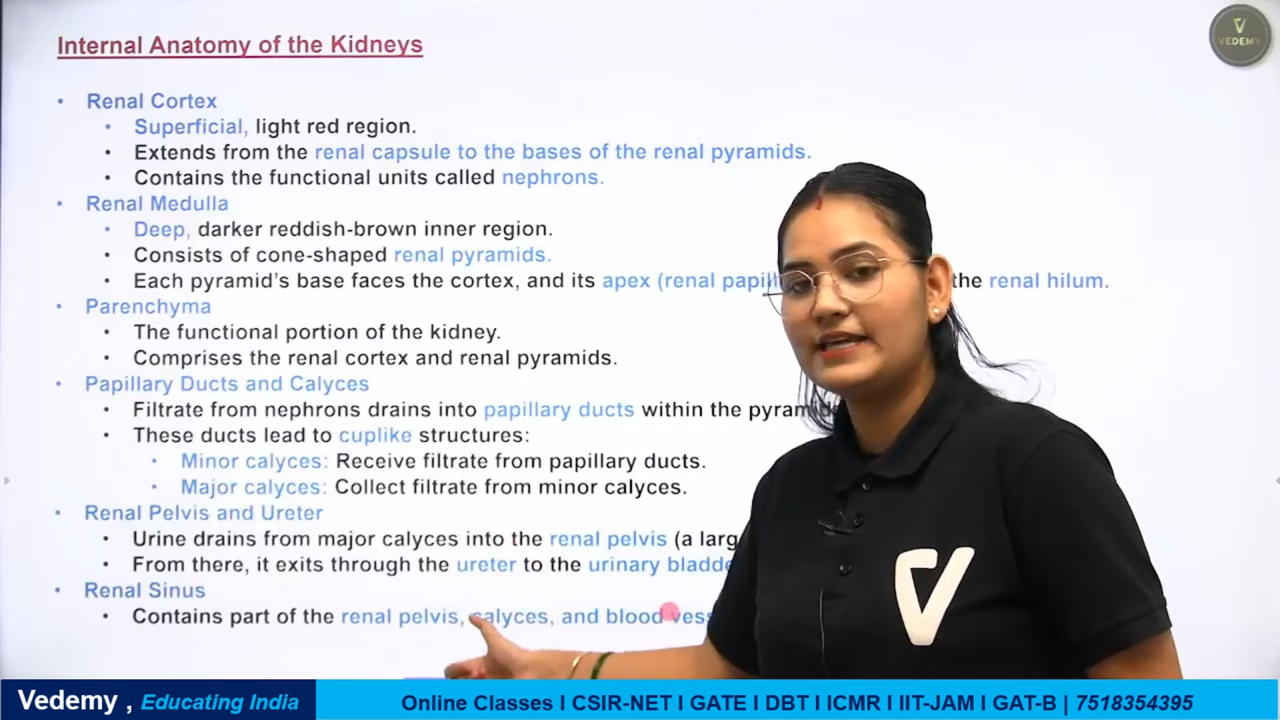 Internal Anatomy of the Kidneys
VEDEMY
• Renal Cortex
• Superficial, light red region.
• Extends from the renal capsule to the bases of the renal pyramids.
• Contains the functional units called nephrons.
• Renal Medulla
• Deep, darker reddish-brown inner region.
• Consists of cone-shaped renal pyramids.
• Each pyramid's base faces the cortex, and its apex (renal the renal hilum.
• Parenchyma
• The functional portion of the kidney.
• Comprises the renal cortex and renal pyramids.
• Papillary Ducts and Calyces
• Filtrate from nephrons drains into papillary ducts within the
• These ducts lead to cuplike structures:
• Minor calyces: Receive filtrate from papillary ducts.
• Major calyces: Collect filtrate from minor calyces.
• Renal Pelvis and Ureter
• Urine drains from major calyces into the renal pelvis (a
• From there, it exits through the ureter to the urinary
• Renal Sinus
• Contains part of the renal pelvis, calyces, and blood
Vedemy , Educating India
Online Classes I CSIR-NET I GATE I DBT I ICMR I IIT-JAM I GAT-B | 7518354395